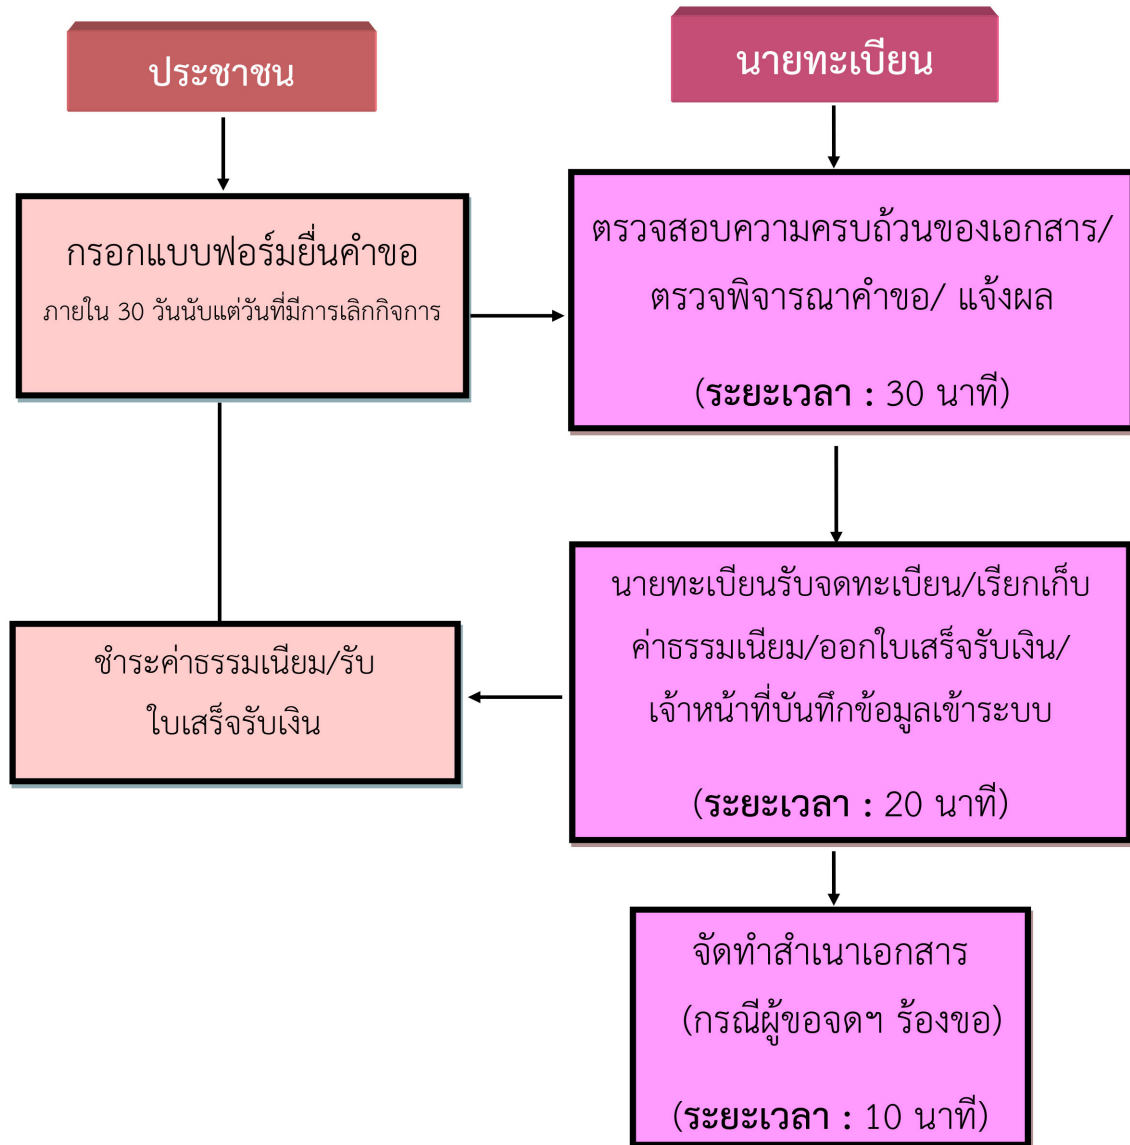 ประชาชน
นายทะเบียน
กรอกแบบฟอร์มยื่นคำขอ
ภายใน 30 วันนับแต่วันที่มีการเลิกกิจการ
ตรวจสอบความครบถ้วนของเอกสาร/
ตรวจพิจารณาคำขอ/ แจ้งผล
(ระยะเวลา : 30 นาที)
นายทะเบียนรับจดทะเบียน/เรียกเก็บ
ค่าธรรมเนียม/ออกใบเสร็จรับเงิน/
เจ้าหน้าที่บันทึกข้อมูลเข้าระบบ
(ระยะเวลา : 20 นาที)
ชำระค่าธรรมเนียม/รับ
ใบเสร็จรับเงิน
จัดทำสำเนาเอกสาร
(กรณีผู้ขอจดฯ ร้องขอ)
(ระยะเวลา : 10 นาที)